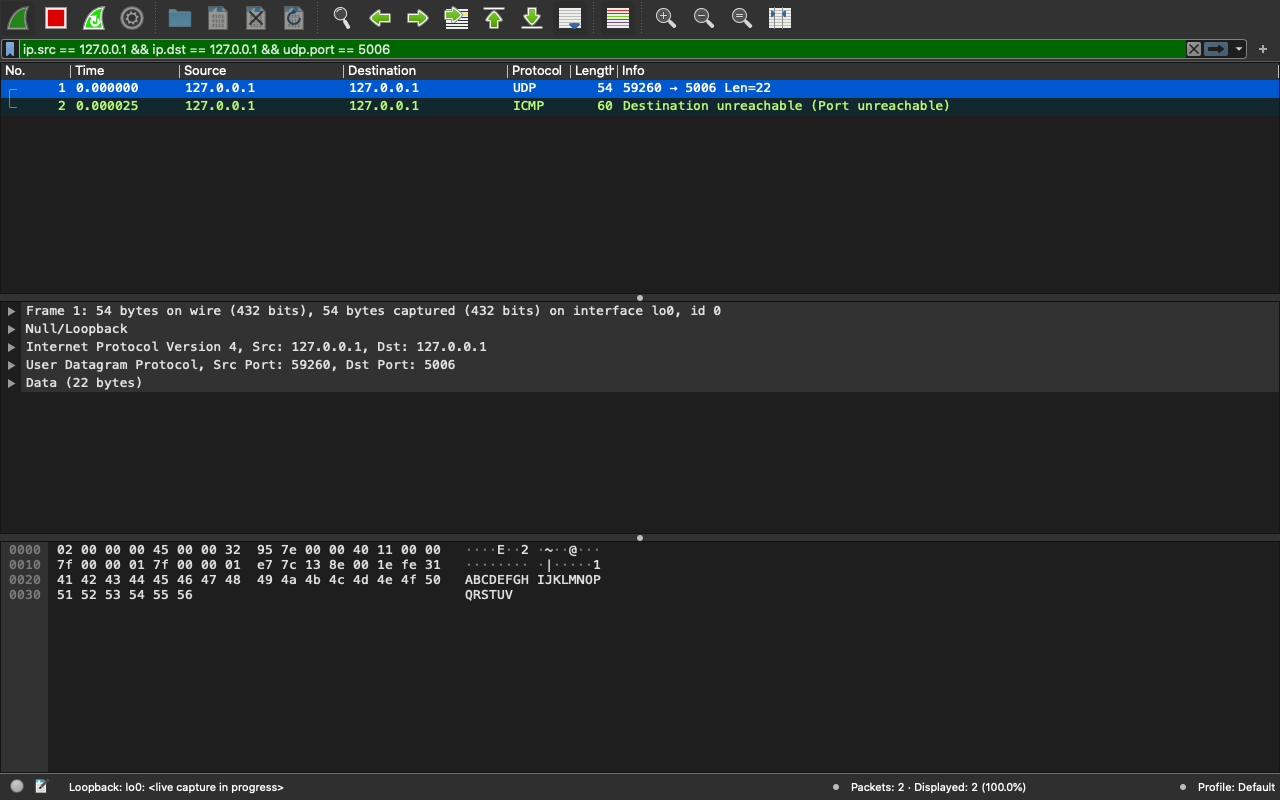 ip.src == 127.0.0.1 && ip.dst == 127.0.0.1 && udp.port == 5006
No. Time Source Destination Protocol Length Info
1 0.000000 127.0.0.1 127.0.0.1 UDP 54 59260 → 5006 Len=22
2 0.000025 127.0.0.1 127.0.0.1 ICMP 60 Destination unreachable (Port unreachable)
Frame 1: 54 bytes on wire (432 bits), 54 bytes captured (432 bits) on interface lo0, id 0
Null/Loopback
Internet Protocol Version 4, Src: 127.0.0.1, Dst: 127.0.0.1
User Datagram Protocol, Src Port: 59260, Dst Port: 5006
Data (22 bytes)
0000 02 00 00 00 45 00 00 32 95 7e 00 00 40 11 00 00 ····E··2 ·~··@···
0010 7f 00 00 01 7f 00 00 01 e7 7c 13 8e 00 1e fe 31 ········ ·|·····1
0020 41 42 43 44 45 46 47 48 49 4a 4b 4c 4d 4e 4f 50 ABCDEFGH IJKLMNOP
0030 51 52 53 54 55 56 QRSTUV
Loopback: lo0: <live capture in progress> Packets: 2 · Displayed: 2 (100.0%) Profile: Default